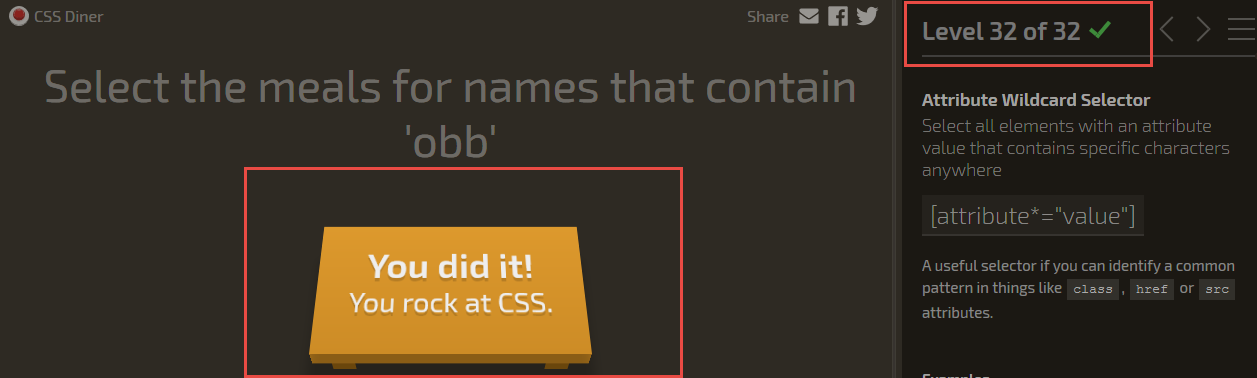 CSS Diner
Share
Select the meals for names that contain
'obb'
You did it!
You rock at CSS.
Level 32 of 32
Attribute Wildcard Selector
Select all elements with an attribute
value that contains specific characters
anywhere
[attribute*="value"]
A useful selector if you can identify a common
pattern in things like class , href or src
attributes.
Examples